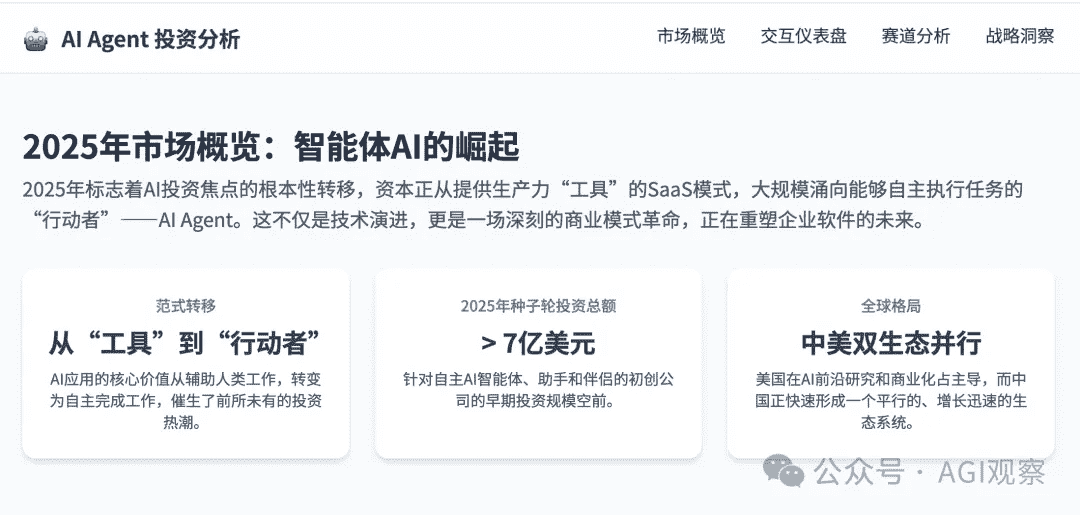 AI Agent 投资分析
市场概览 交互仪表盘 赛道分析 战略洞察
2025年市场概览：智能体AI的崛起
2025年标志着AI投资焦点的根本性转移，资本正从提供生产力“工具”的SaaS模式，大规模涌向能够自主执行任务的
“行动者”——AI Agent。这不仅是技术演进，更是一场深刻的商业模式革命，正在重塑企业软件的未来。
范式转移
从“工具”到“行动者”
AI应用的核心价值从辅助人类工作，转变
为自主完成工作，催生了前所未有的投资
热潮。
2025年种子轮投资总额
> 7亿美元
针对自主AI智能体、助手和伴侣的初创公
司的早期投资规模空前。
全球格局
中美双生态并行
美国在AI前沿研究和商业化占主导，而中
国正快速形成一个平行的、增长迅速的生
态系统。
公众号 · AGI观察